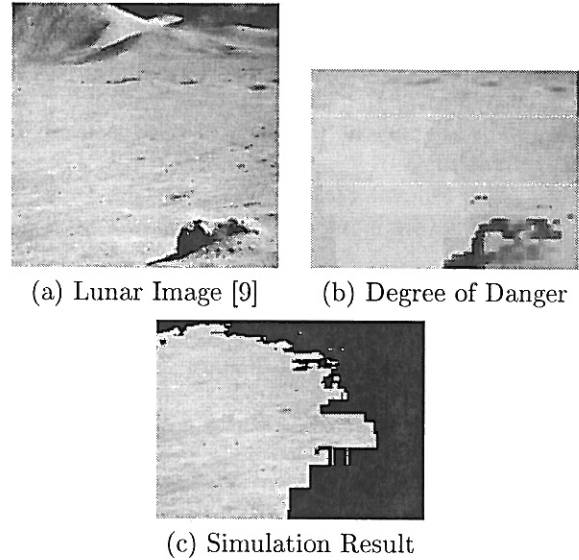 (a) Lunar Image [9]
(b) Degree of Danger
(c) Simulation Result